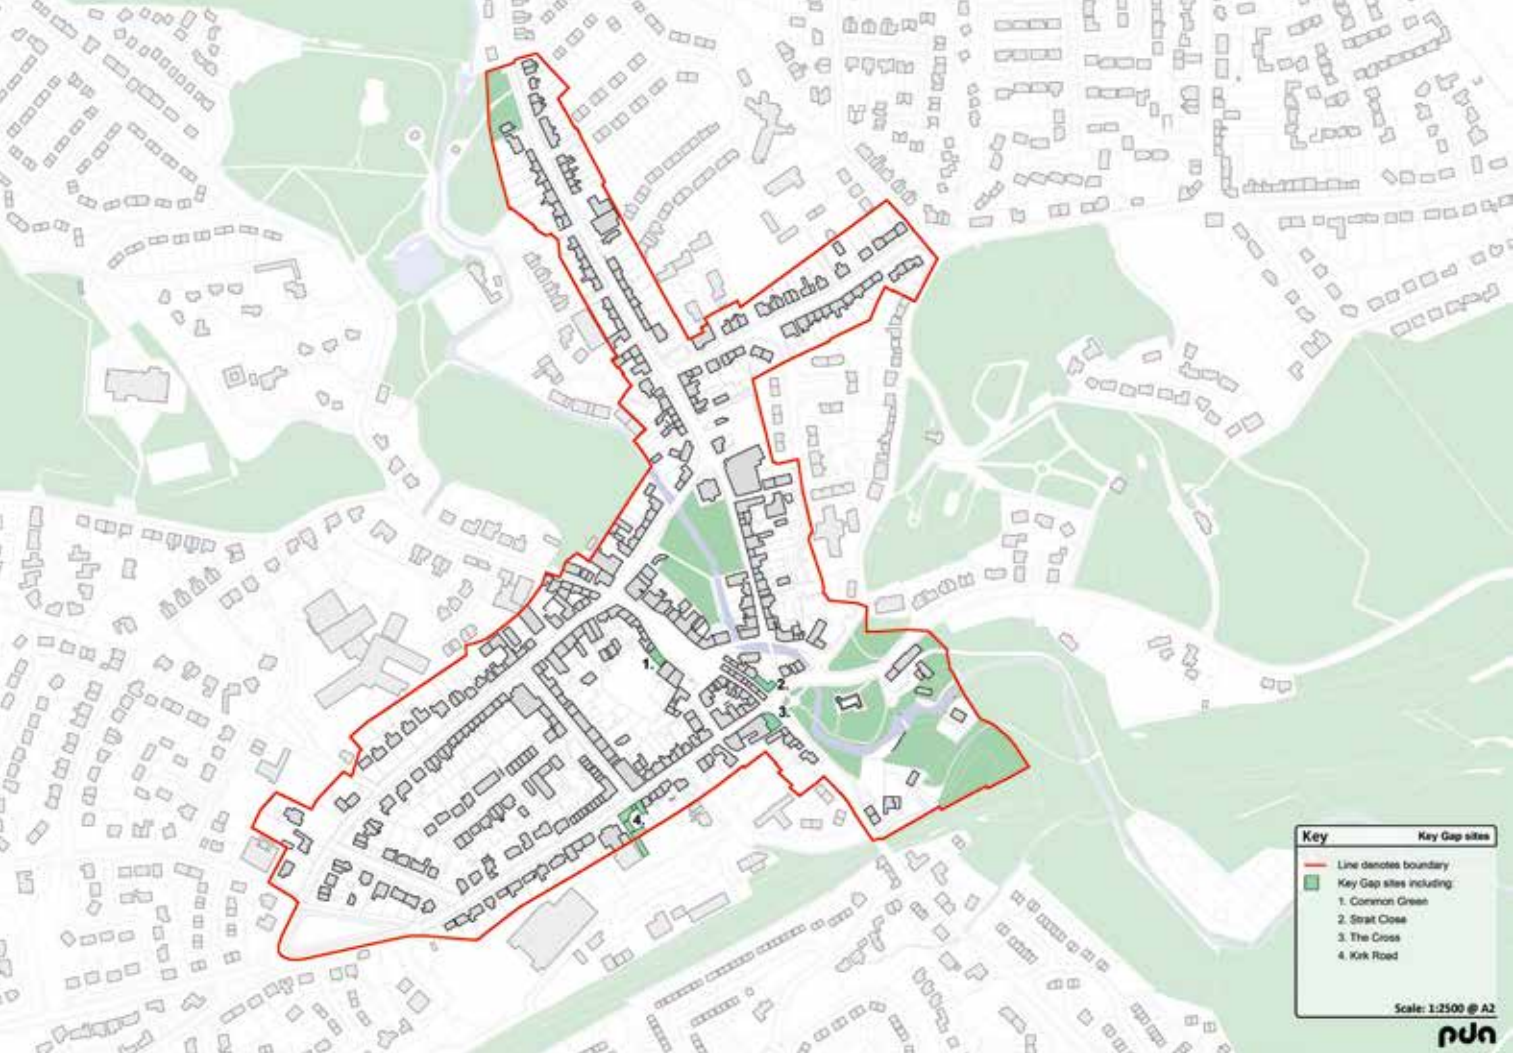 1.
2.
3.
4.
Key Key Gap sites
Line denotes boundary
Key Gap sites including:
1. Common Green
2. Strait Close
3. The Cross
4. Kirk Road
Scale: 1:2500 @ A2
pda